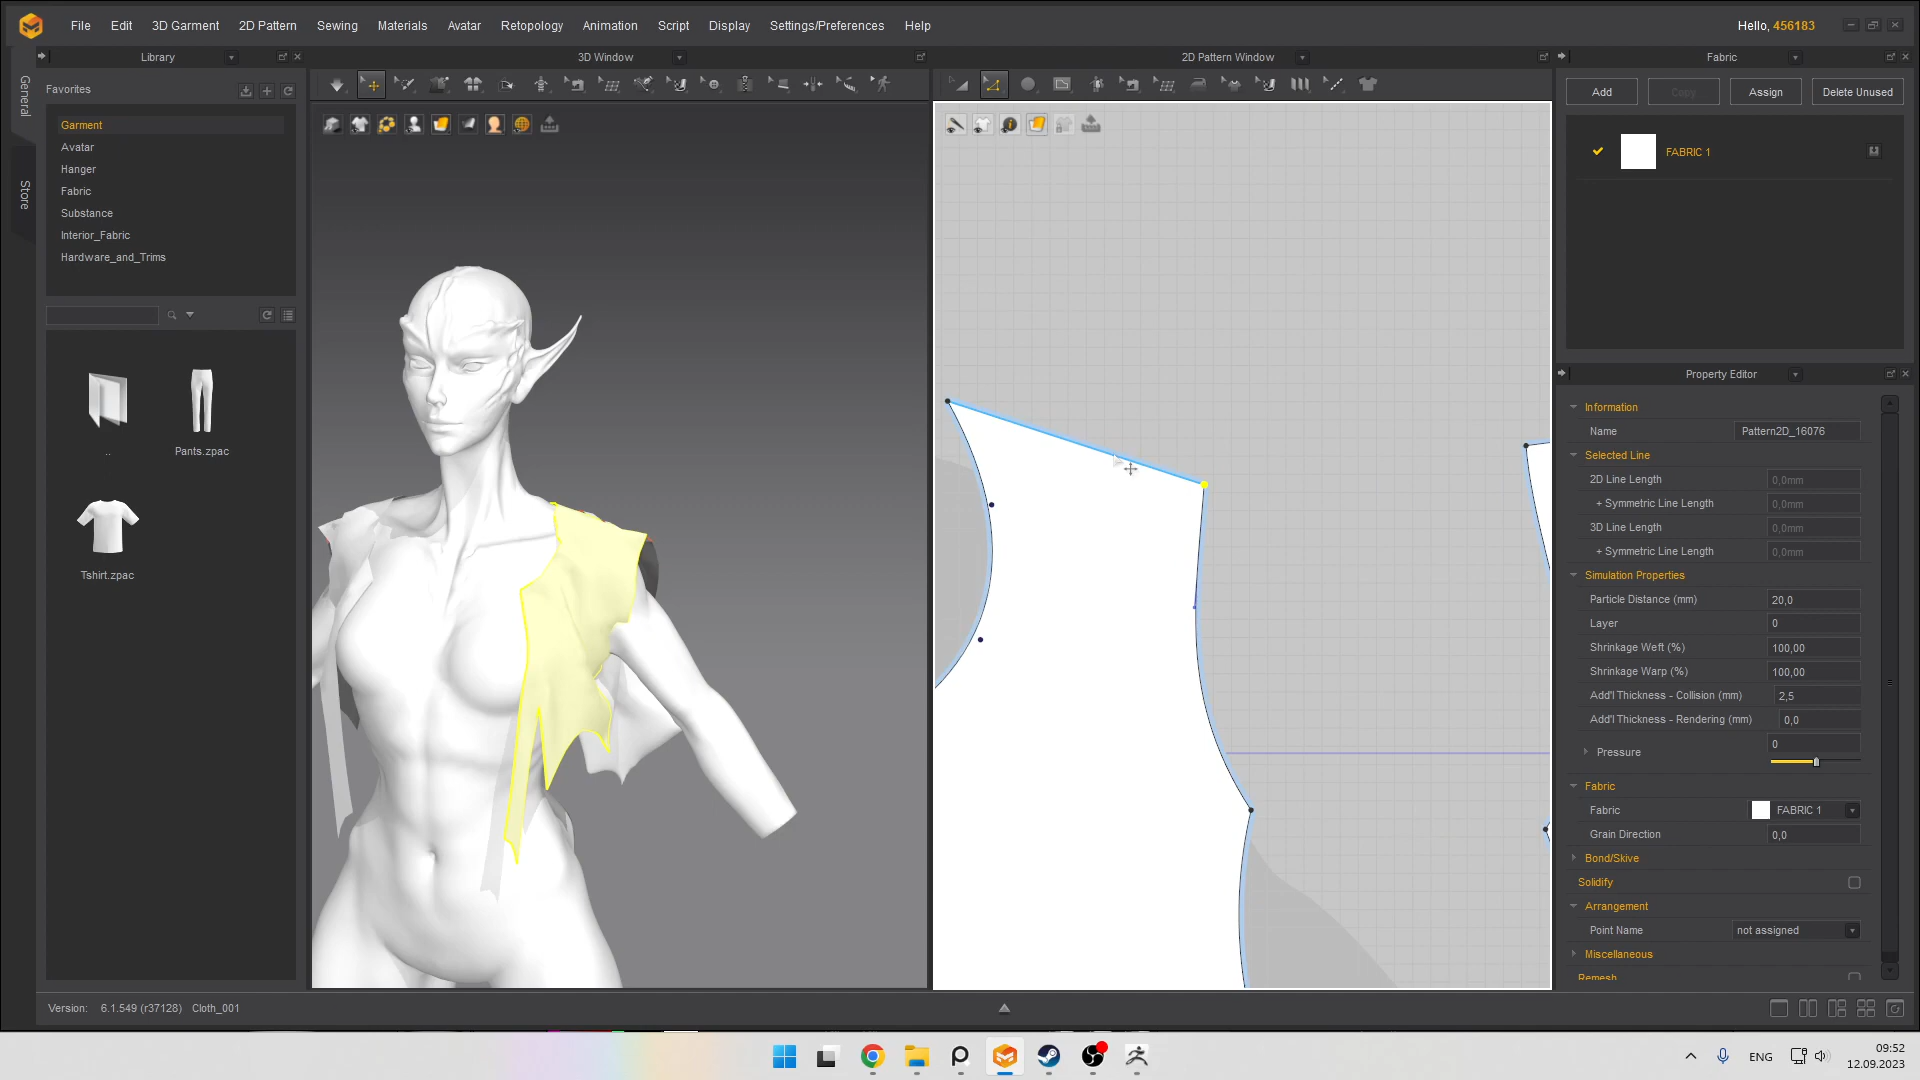 File Edit 3D Garment 2D Pattern Sewing Materials Avatar Retopology Animation Script Display Settings/Preferences Help
Hello, 456183
Library
3D Window
2D Pattern Window
Fabric
General
Store
Favorites
Garment
Avatar
Hanger
Fabric
Substance
Interior_Fabric
Hardware_and_Trims
..
Pants.zpac
Tshirt.zpac
Add Copy Assign Delete Unused
FABRIC 1
Property Editor
Information
Name Pattern2D_16076
Selected Line
2D Line Length 0,0mm
+ Symmetric Line Length 0,0mm
3D Line Length 0,0mm
+ Symmetric Line Length 0,0mm
Simulation Properties
Particle Distance (mm) 20,0
Layer 0
Shrinkage Weft (%) 100,00
Shrinkage Warp (%) 100,00
Add'l Thickness - Collision (mm) 2,5
Add'l Thickness - Rendering (mm) 0,0
Pressure 0
Fabric
Fabric FABRIC 1
Grain Direction 0,0
Bond/Skive
Solidify
Arrangement
Point Name not assigned
Miscellaneous
Remesh
Version: 6.1.549 (r37128) Cloth_001
ENG
09:52
12.09.2023